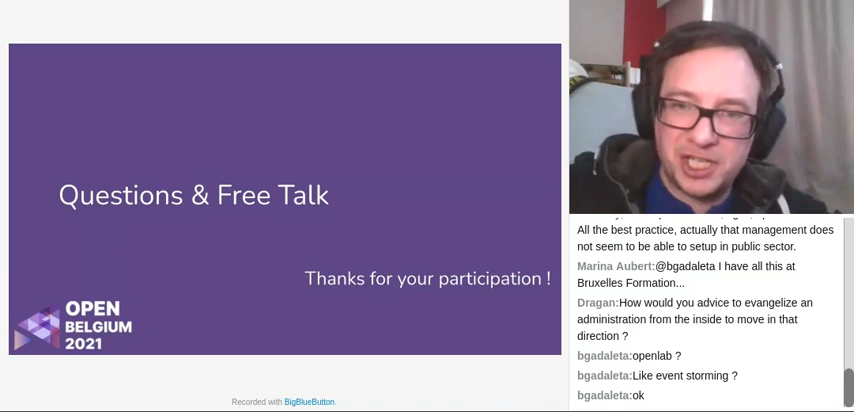 Questions & Free Talk
Thanks for your participation !
OPEN
BELGIUM
2021
Recorded with BigBlueButton.
All the best practice, actually that management does
not seem to be able to setup in public sector.
Marina Aubert:@bgadaleta I have all this at
Bruxelles Formation...
Dragan:How would you advice to evangelize an
administration from the inside to move in that
direction ?
bgadaleta:openlab ?
bgadaleta:Like event storming ?
bgadaleta:ok